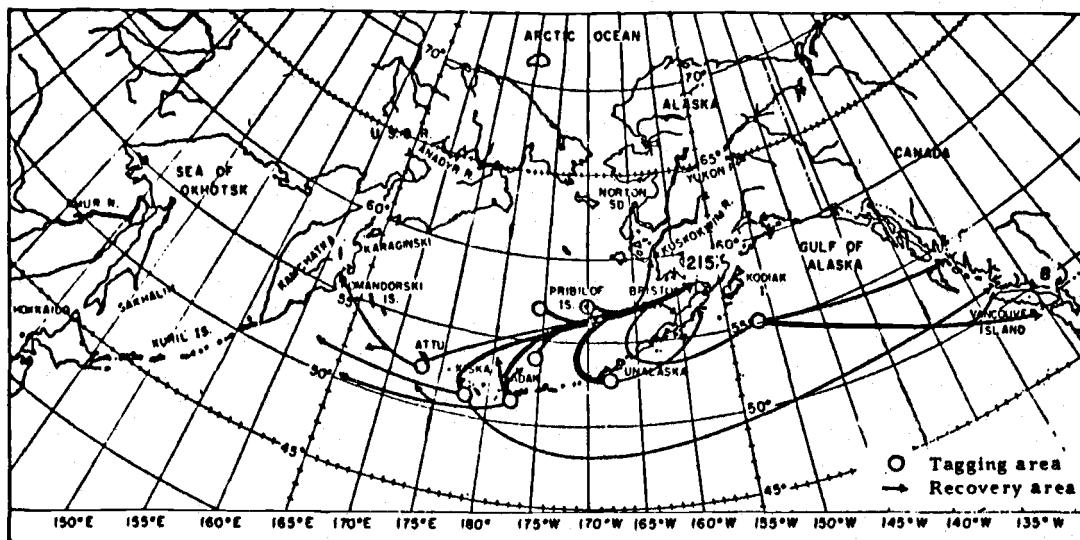 ARCTIC OCEAN
70°
70°
ALASKA
U.S.S.R.
ANADYR R.
65°
YUKON R.
CANADA
SEA OF
OKHOTSK
NORTON
SD
AMUR R.
60°
KUSKOKWIM R.
60°
GULF OF
ALASKA
KARAGINSKI
KAMCHATKA
215
8
KODIAK
I
SAKHALIN
55°
KOMANDORSKI
IS.
PRIBILOF
IS.
BRISTOL
HOKKAIDO
VANCOUVER
ISLAND
55°
KURIL IS.
ATTU
KISKA
ADAK
UNALASKA
50°
50°
45°
45°
Tagging area
Recovery area
150°E 155°E 160°E 165°E 170°E 175°E 180° 175°W 170°W 165°W 160°W 155°W 150°W 145°W 140°W 135°W